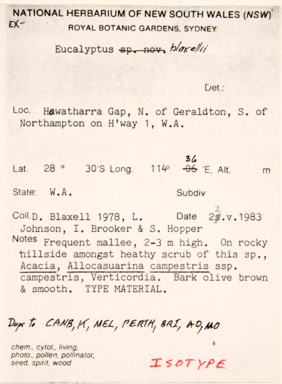 NATIONAL HERBARIUM OF NEW SOUTH WALES (NSW)
EX-
ROYAL BOTANIC GARDENS, SYDNEY
Eucalyptus sp. nov. blaxellii
Det.:
Loc. Hawatharra Gap, N. of Geraldton, S. of
Northampton on H'way 1, W.A.
36
Lat. 28 ° 30'S Long. 114° 06 'E, Alt. m
State: W.A. Subdiv
Coll. D. Blaxell 1978, L. Date 22.v.1983
Johnson, I. Brooker & S. Hopper
Notes Frequent mallee, 2-3 m high. On rocky
hillside amongst heathy scrub of this sp.,
Acacia, Allocasuarina campestris ssp.
campestris, Verticordia. Bark olive brown
& smooth. TYPE MATERIAL.
Dups to CANB, K, MEL, PERTH, BRI, AD, MO
chem., cytol., living,
photo., pollen, pollinator,
seed, spirit, wood
ISOTYPE